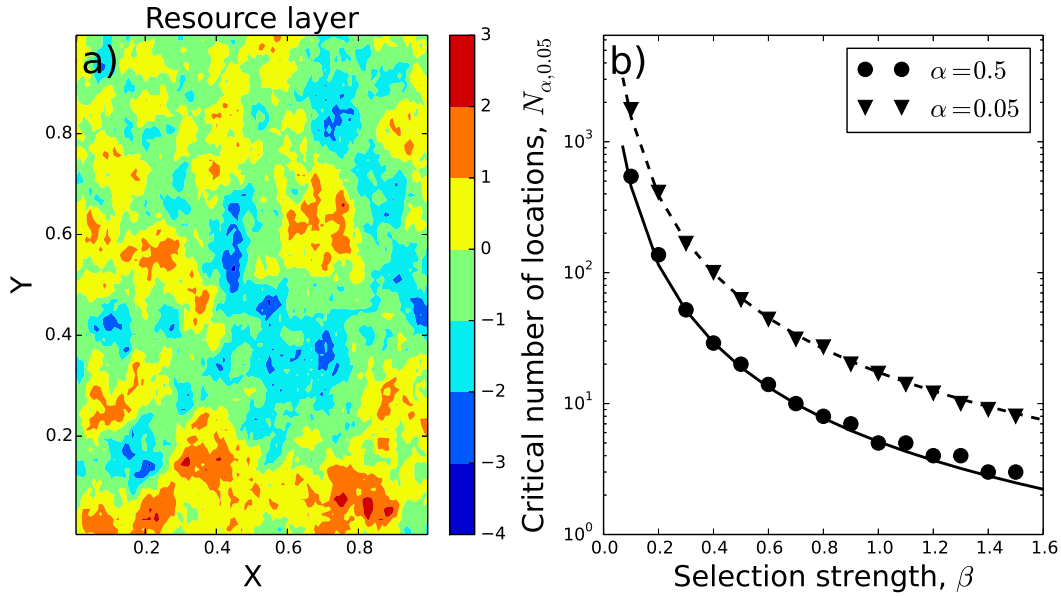 Resource layer
a)
Y
0.8
0.6
0.4
0.2
0.2 0.4 0.6 0.8
X
3
2
1
0
−1
−2
−3
−4
b)
α=0.5
α=0.05
Critical number of locations, N_{α,0.05}
10³
10²
10¹
10⁰
0.0 0.2 0.4 0.6 0.8 1.0 1.2 1.4 1.6
Selection strength, β